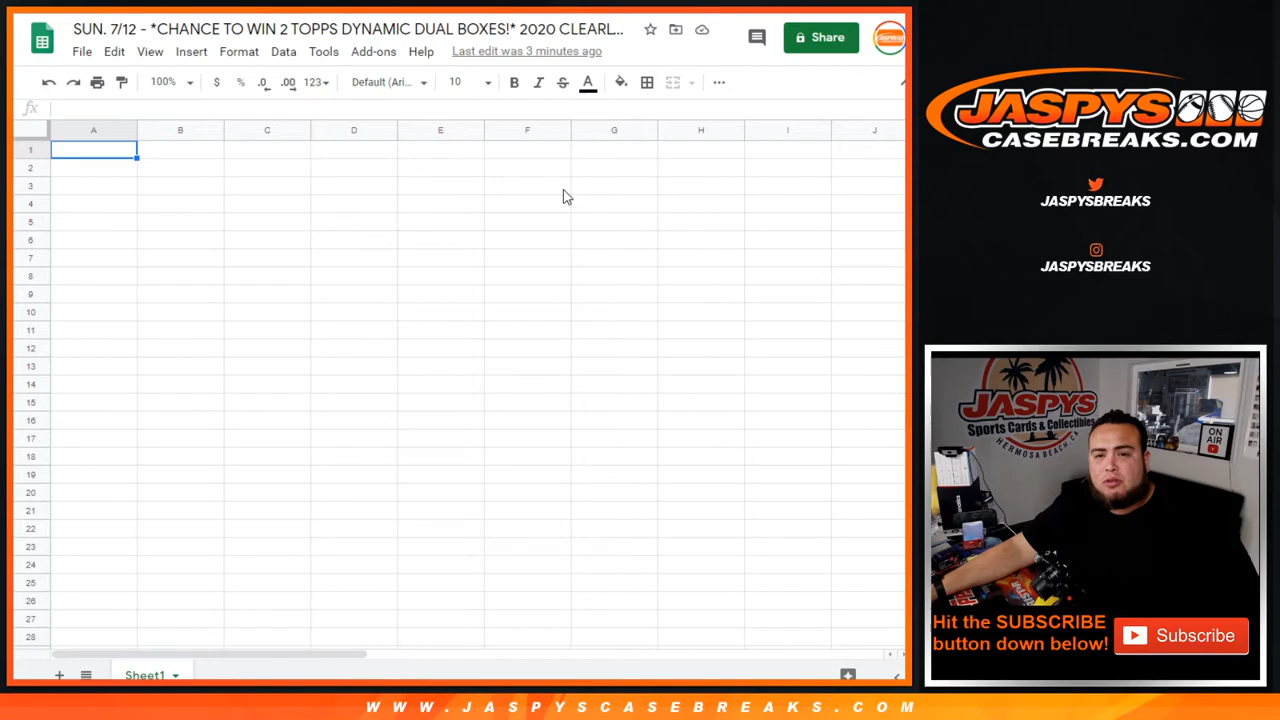 SUN. 7/12 - *CHANCE TO WIN 2 TOPPS DYNAMIC DUAL BOXES!* 2020 CLEARL...
File Edit View Insert Format Data Tools Add-ons Help Last edit was 3 minutes ago
Share
100% $ % .0 .00 123 Default (Ari... 10 B I S A
fx
A B C D E F G H I J
1
2
3
4
5
6
7
8
9
10
11
12
13
14
15
16
17
18
19
20
21
22
23
24
25
26
27
28
Sheet1
JASPYS
CASEBREAKS.COM
JASPYSBREAKS
JASPYSBREAKS
JASPYS
Sports Cards & Collectibles
HERMOSA BEACH, CA
ON
AIR
Hit the SUBSCRIBE
button down below!
Subscribe
WWW.JASPYSCASEBREAKS.COM